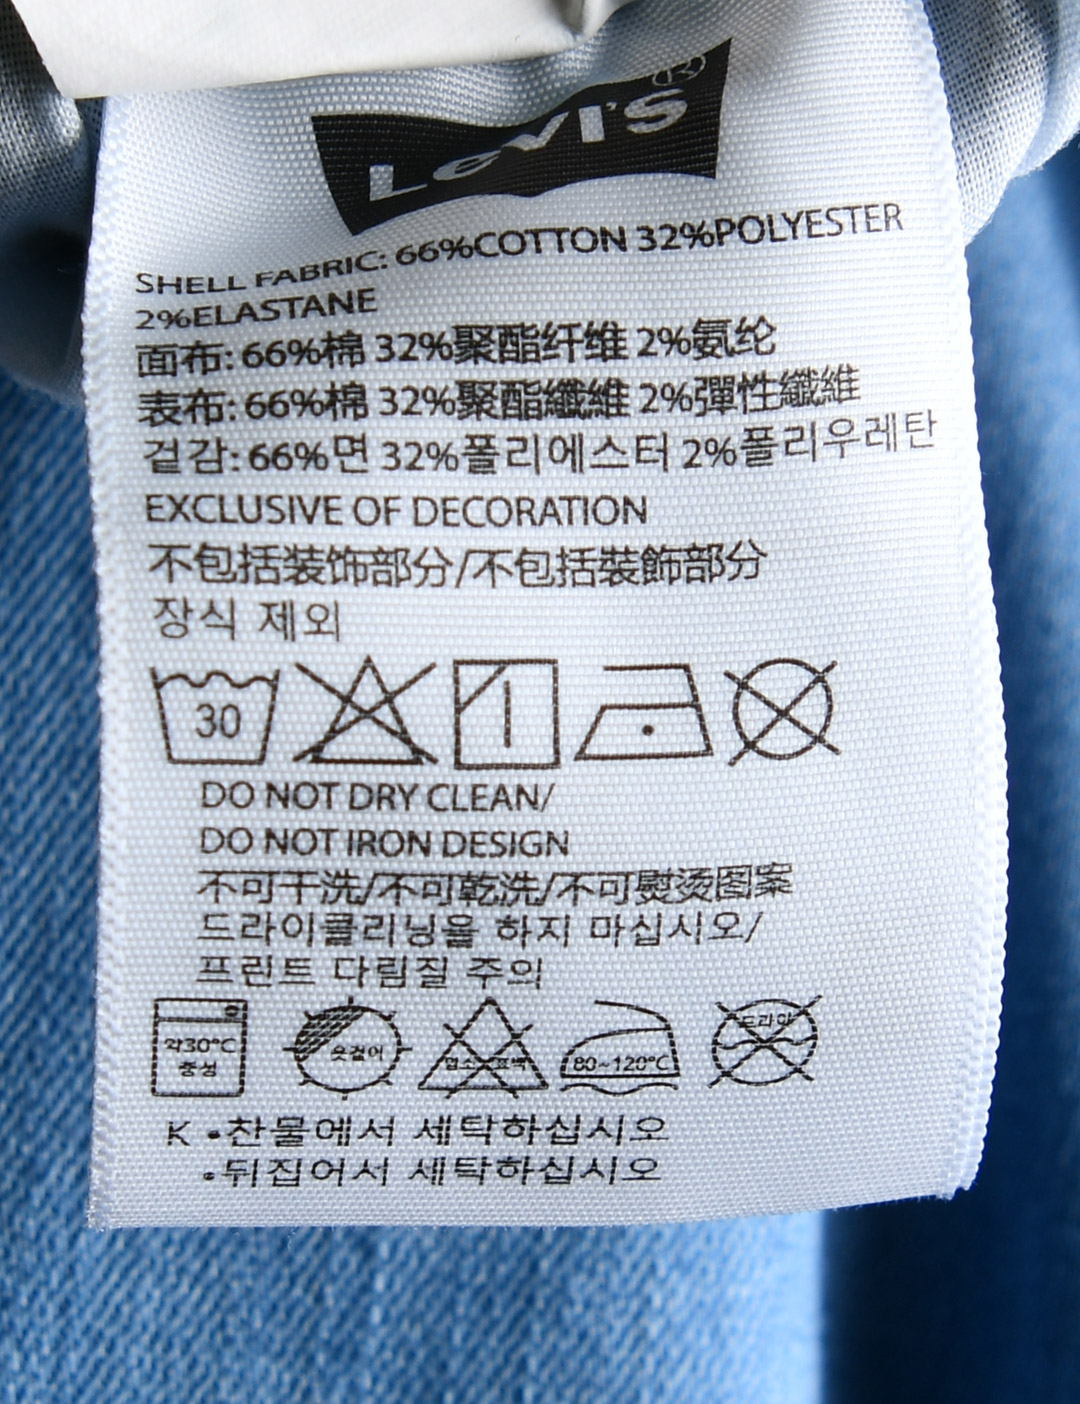 Levi's®
SHELL FABRIC: 66%COTTON 32%POLYESTER
2%ELASTANE
面布: 66%棉 32%聚酯纤维 2%氨纶
表布: 66%棉 32%聚酯纖維 2%彈性纖維
겉감: 66%면 32%폴리에스터 2%폴리우레탄
EXCLUSIVE OF DECORATION
不包括装饰部分/不包括裝飾部分
장식 제외
30
DO NOT DRY CLEAN/
DO NOT IRON DESIGN
不可干洗/不可乾洗/不可熨烫图案
드라이클리닝을 하지 마십시오/
프린트 다림질 주의
약30°C 옷걸이 염소 표백 80~120°C 드라이
중성
K •찬물에서 세탁하십시오
•뒤집어서 세탁하십시오